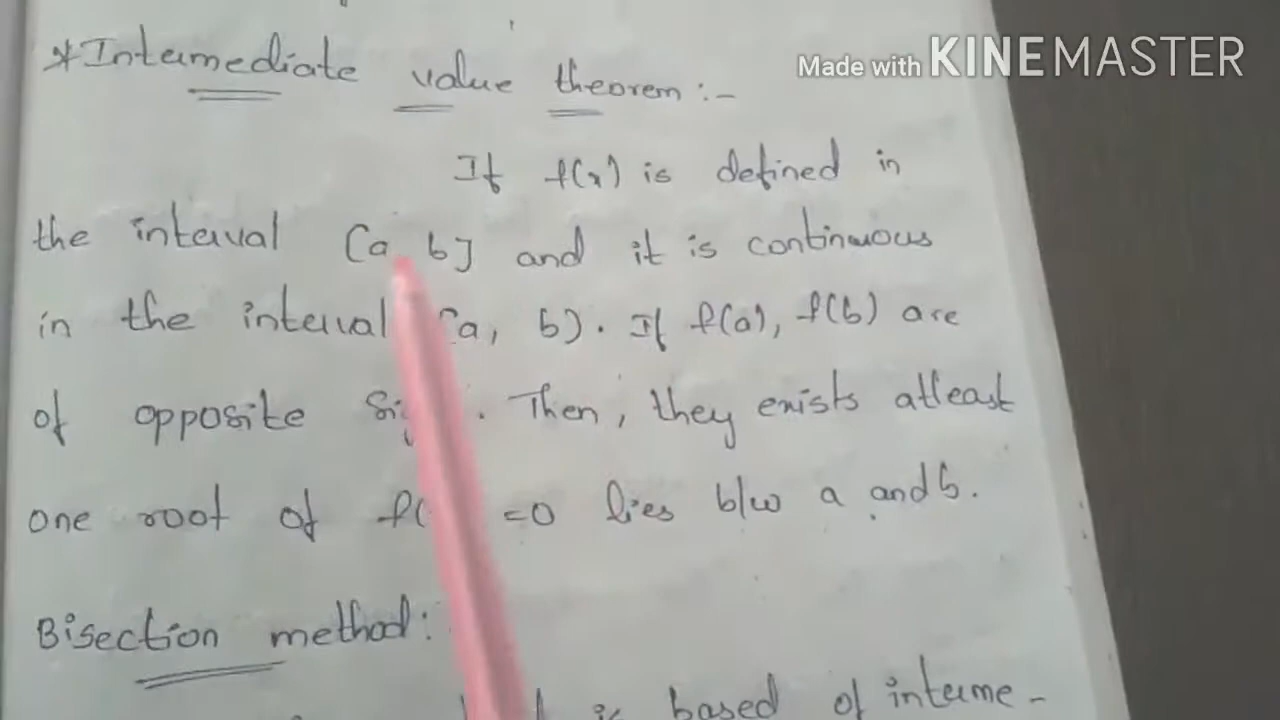 Made with KINEMASTER
*Intermediate value theorem :-
If f(x) is defined in
the interval [a b] and it is continuous
in the interval [a, b). If f(a), f(b) are
of opposite . Then, they exists atleast
one root of f( =0 lies b/w a and b.
Bisection method:
is based of interme-